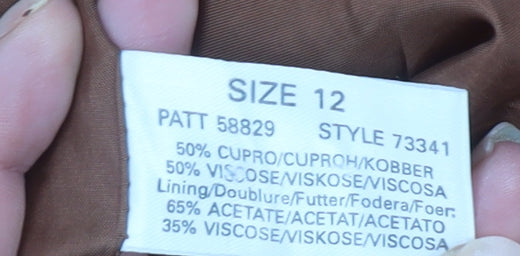 SIZE 12
PATT 58829 STYLE 73341
50% CUPRO/CUPROH/KOBBER
50% VISCOSE/VISKOSE/VISCOSA
Lining/Doublure/Futter/Fodera/Foer:
65% ACETATE/ACETAT/ACETATO
35% VISCOSE/VISKOSE/VISCOSA